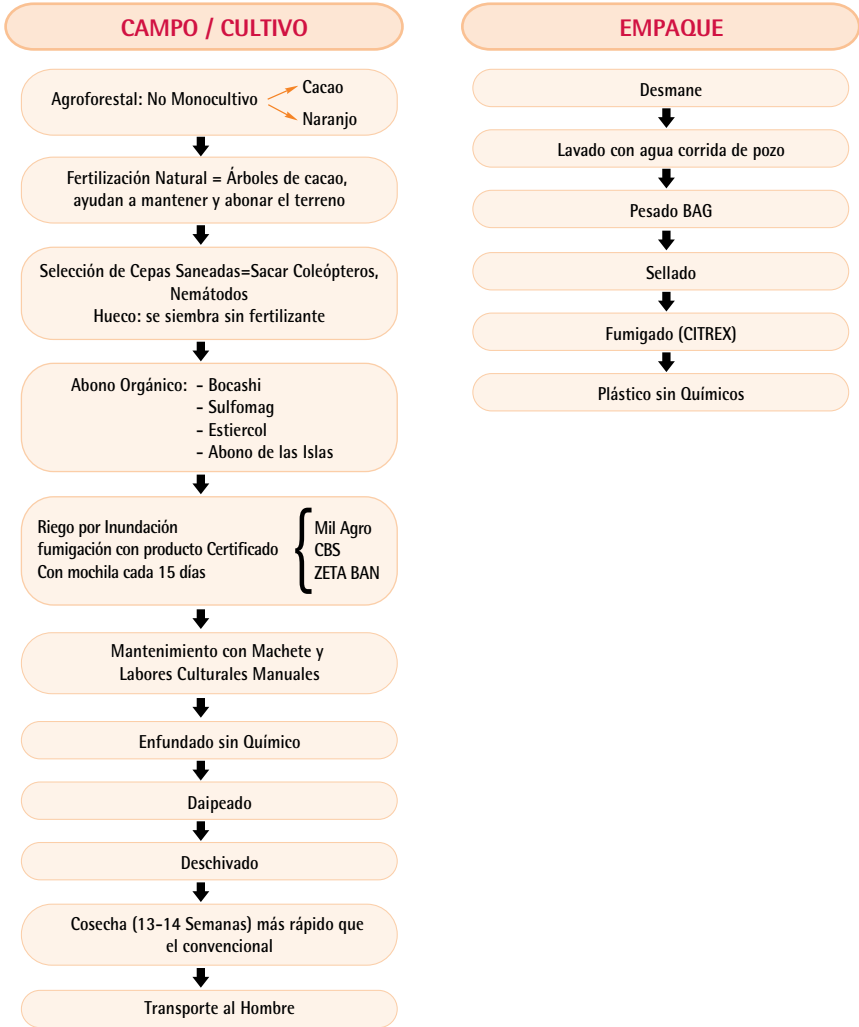 CAMPO / CULTIVO
Agroforestal: No Monocultivo
Cacao
Naranjo
Fertilización Natural = Árboles de cacao,
ayudan a mantener y abonar el terreno
Selección de Cepas Saneadas=Sacar Coleópteros,
Nemátodos
Hueco: se siembra sin fertilizante
Abono Orgánico: - Bocashi
- Sulfomag
- Estiercol
- Abono de las Islas
Riego por Inundación
fumigación con producto Certificado
Con mochila cada 15 días
Mil Agro
CBS
ZETA BAN
Mantenimiento con Machete y
Labores Culturales Manuales
Enfundado sin Químico
Daipeado
Deschivado
Cosecha (13-14 Semanas) más rápido que
el convencional
Transporte al Hombre
EMPAQUE
Desmane
Lavado con agua corrida de pozo
Pesado BAG
Sellado
Fumigado (CITREX)
Plástico sin Químicos